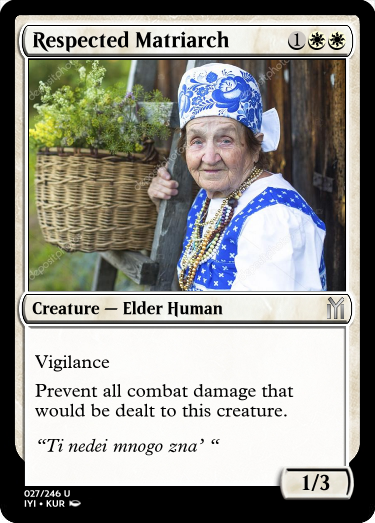 Respected Matriarch 1
Creature — Elder Human
Vigilance
Prevent all combat damage that
would be dealt to this creature.
“Ti nedei mnogo zna’ “
1/3
027/246 U
IYI • KUR
depositphotos